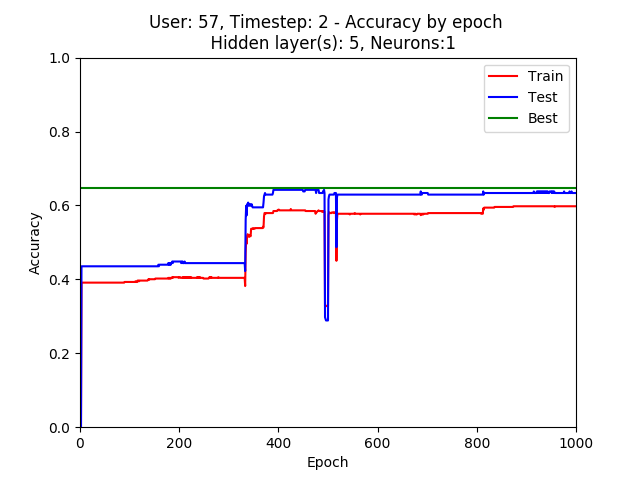 User: 57, Timestep: 2 - Accuracy by epoch
Hidden layer(s): 5, Neurons:1
Train
Test
Best
1.0
0.8
0.6
0.4
0.2
0.0
Accuracy
0
200
400
600
800
1000
Epoch